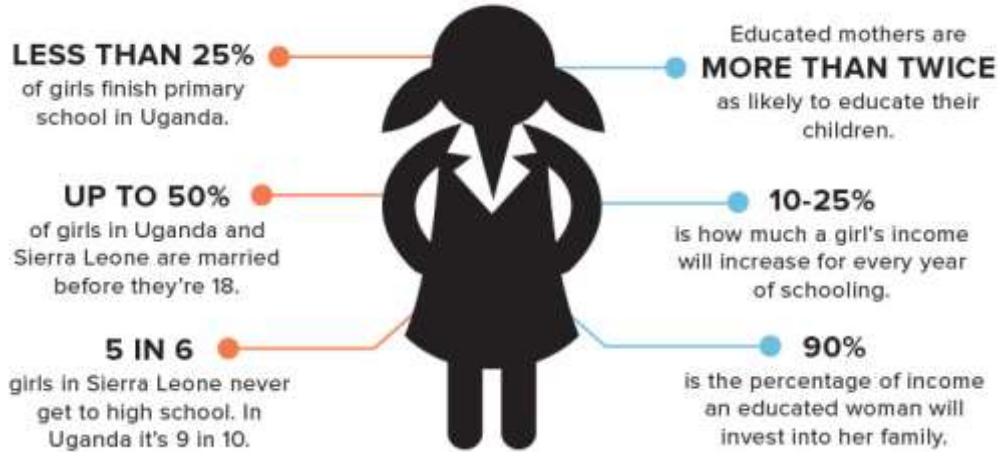 LESS THAN 25%
of girls finish primary
school in Uganda.
UP TO 50%
of girls in Uganda and
Sierra Leone are married
before they're 18.
5 IN 6
girls in Sierra Leone never
get to high school. In
Uganda it's 9 in 10.
Educated mothers are
MORE THAN TWICE
as likely to educate their
children.
10-25%
is how much a girl's income
will increase for every year
of schooling.
90%
is the percentage of income
an educated woman will
invest into her family.